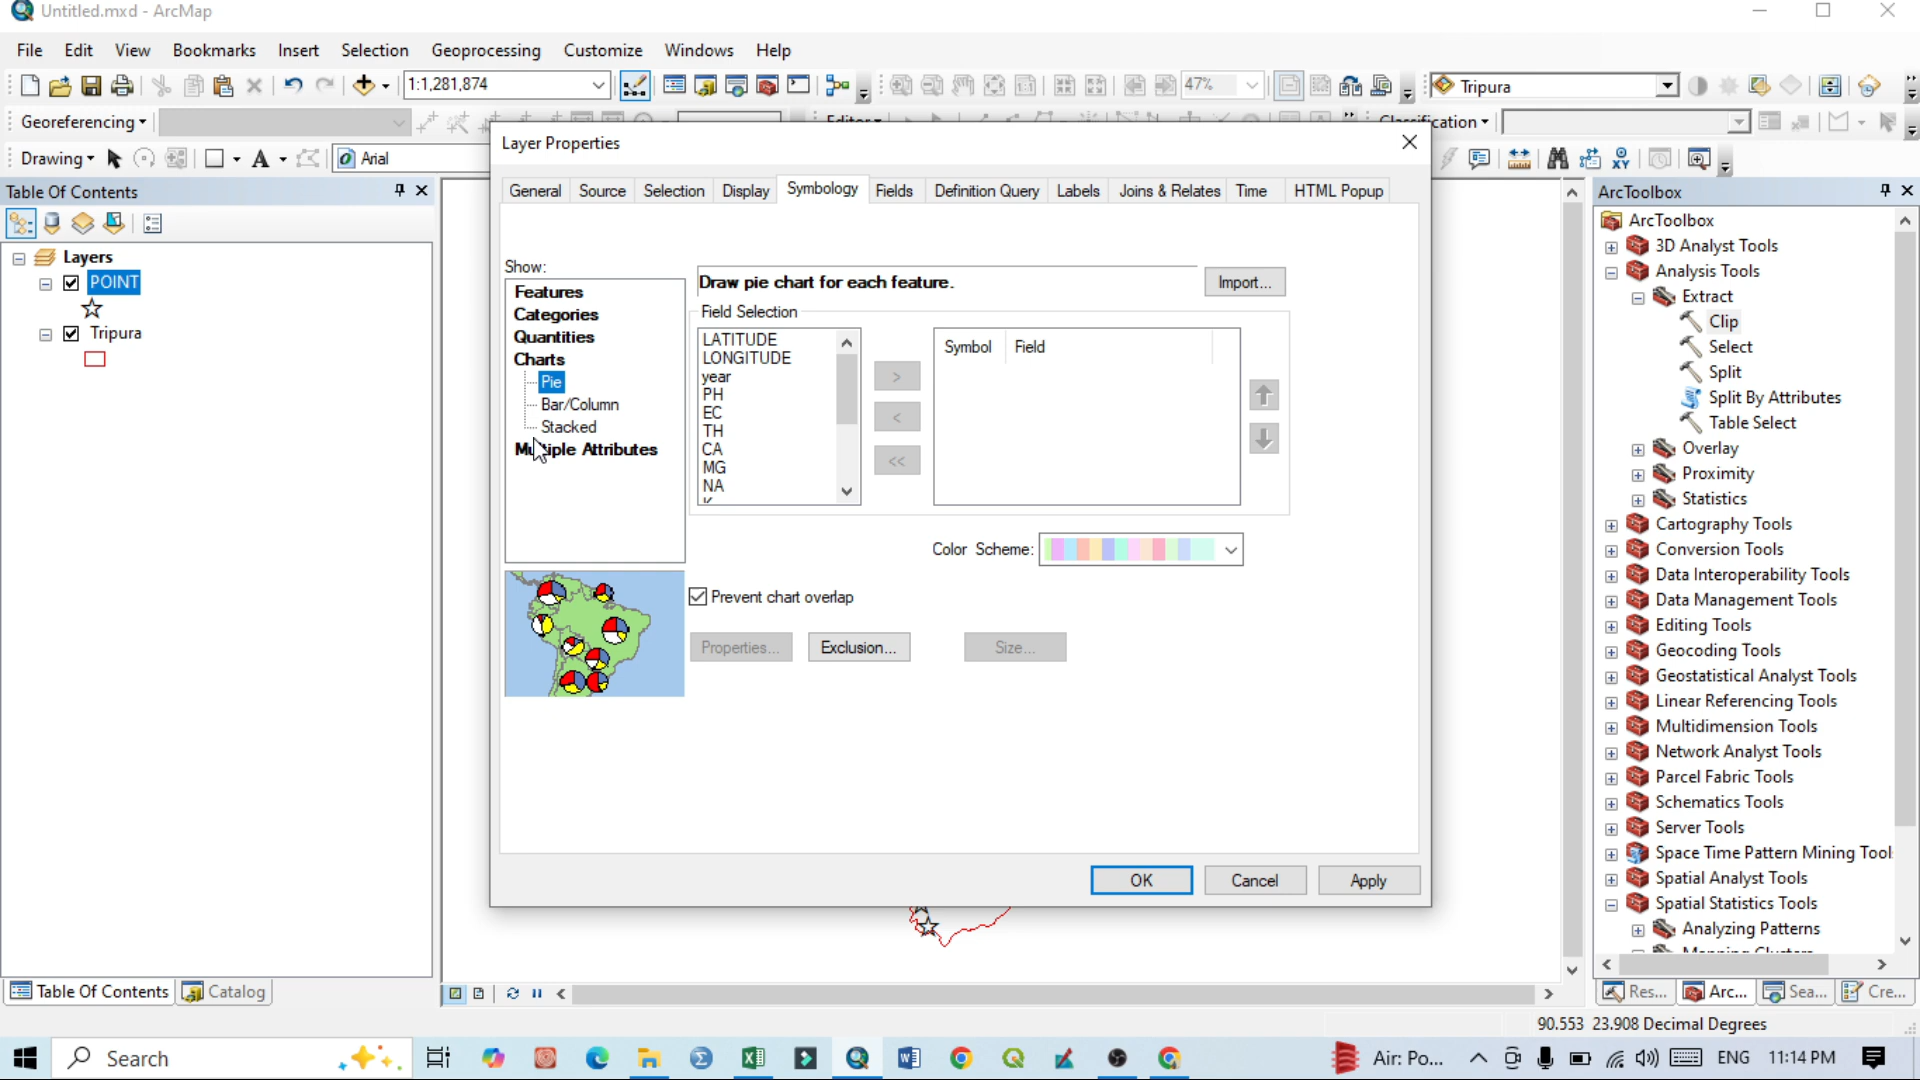 Untitled.mxd - ArcMap
File Edit View Bookmarks Insert Selection Geoprocessing Customize Windows Help
1:1,281,874 47% Tripura
Georeferencing
Drawing A Arial
Layer Properties
General Source Selection Display Symbology Fields Definition Query Labels Joins & Relates Time HTML Popup
Table Of Contents
Layers
POINT
Tripura
Show:
Features
Categories
Quantities
Charts
Pie
Bar/Column
Stacked
Multiple Attributes
Draw pie chart for each feature.
Import...
Field Selection
LATITUDE
LONGITUDE
year
PH
EC
TH
CA
MG
NA
Symbol Field
>
<
<<
Color Scheme:
Prevent chart overlap
Properties... Exclusion... Size...
OK Cancel Apply
ArcToolbox
ArcToolbox
3D Analyst Tools
Analysis Tools
Extract
Clip
Select
Split
Split By Attributes
Table Select
Overlay
Proximity
Statistics
Cartography Tools
Conversion Tools
Data Interoperability Tools
Data Management Tools
Editing Tools
Geocoding Tools
Geostatistical Analyst Tools
Linear Referencing Tools
Multidimension Tools
Network Analyst Tools
Parcel Fabric Tools
Schematics Tools
Server Tools
Space Time Pattern Mining Tool
Spatial Analyst Tools
Spatial Statistics Tools
Analyzing Patterns
Table Of Contents Catalog
Res... Arc... Sea... Cre...
90.553 23.908 Decimal Degrees
Search
Air: Po... ENG 11:14 PM